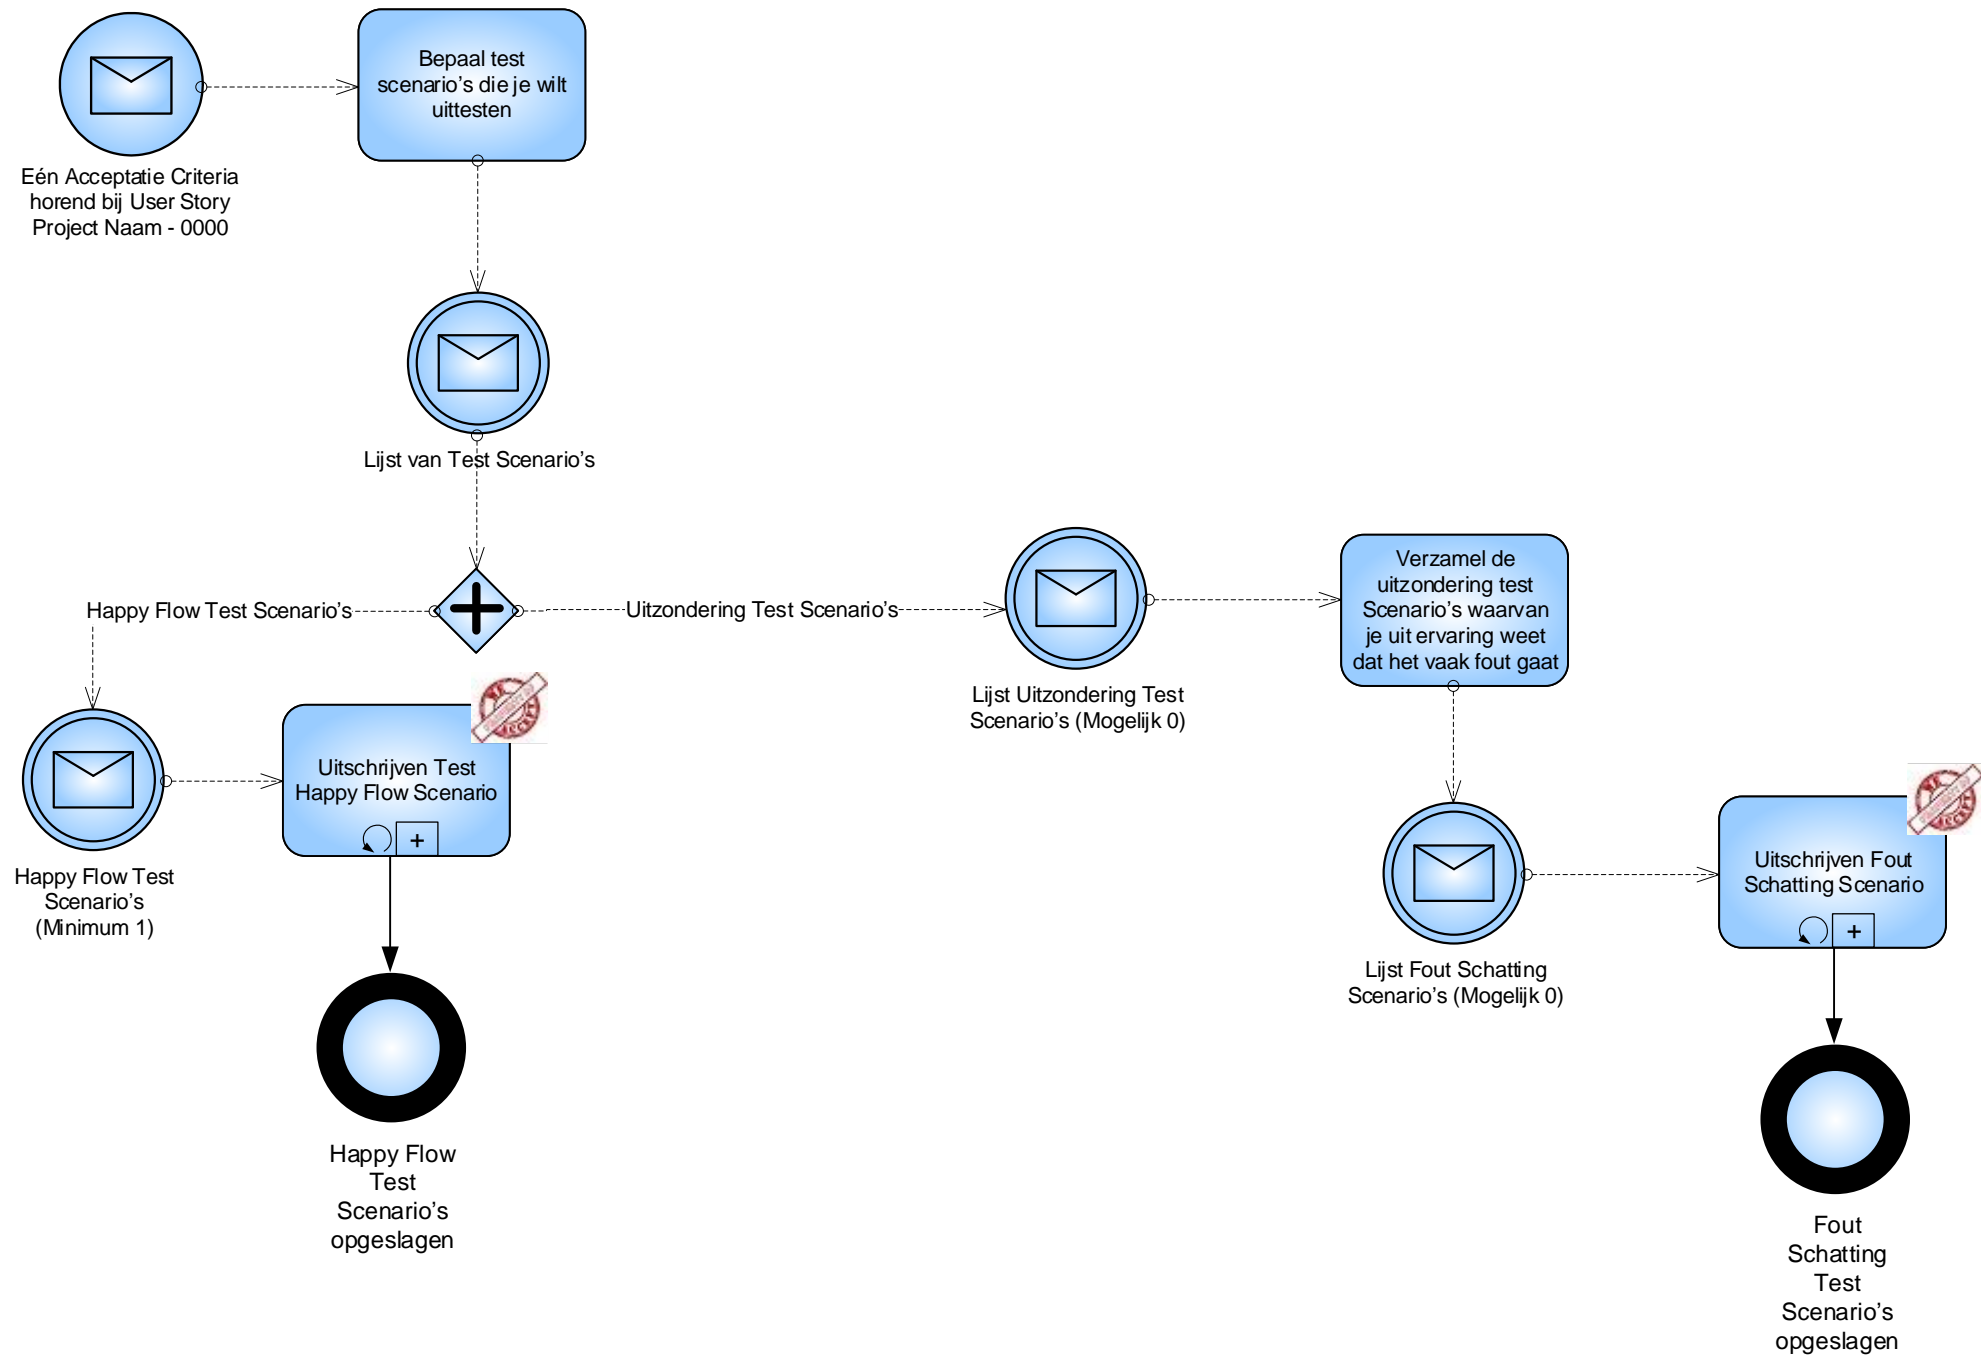 Bepaal test
scenario's die je wilt
uittesten
Eén Acceptatie Criteria
horend bij User Story
Project Naam - 0000
Lijst van Test Scenario's
Happy Flow Test Scenario's
Uitzondering Test Scenario's
Verzamel de
uitzondering test
Scenario's waarvan
je uit ervaring weet
dat het vaak fout gaat
Lijst Uitzondering Test
Scenario's (Mogelijk 0)
Uitschrijven Test
Happy Flow Scenario
+
Happy Flow Test
Scenario's
(Minimum 1)
Uitschrijven Fout
Schatting Scenario
+
Lijst Fout Schatting
Scenario's (Mogelijk 0)
Happy Flow
Test
Scenario's
opgeslagen
Fout
Schatting
Test
Scenario's
opgeslagen